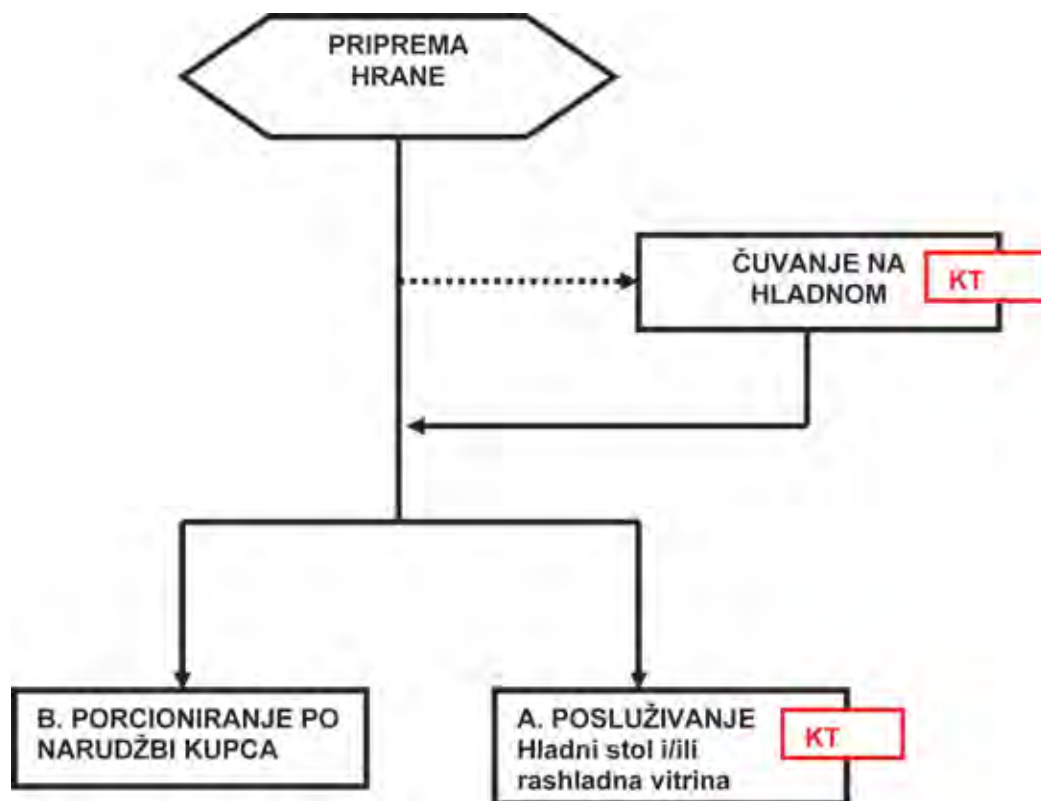 PRIPREMA
HRANE
ČUVANJE NA
HLADNOM
KT
B. PORCIONIRANJE PO
NARUDŽBI KUPCA
A. POSLUŽIVANJE
Hladni stol i/ili
rashladna vitrina
KT